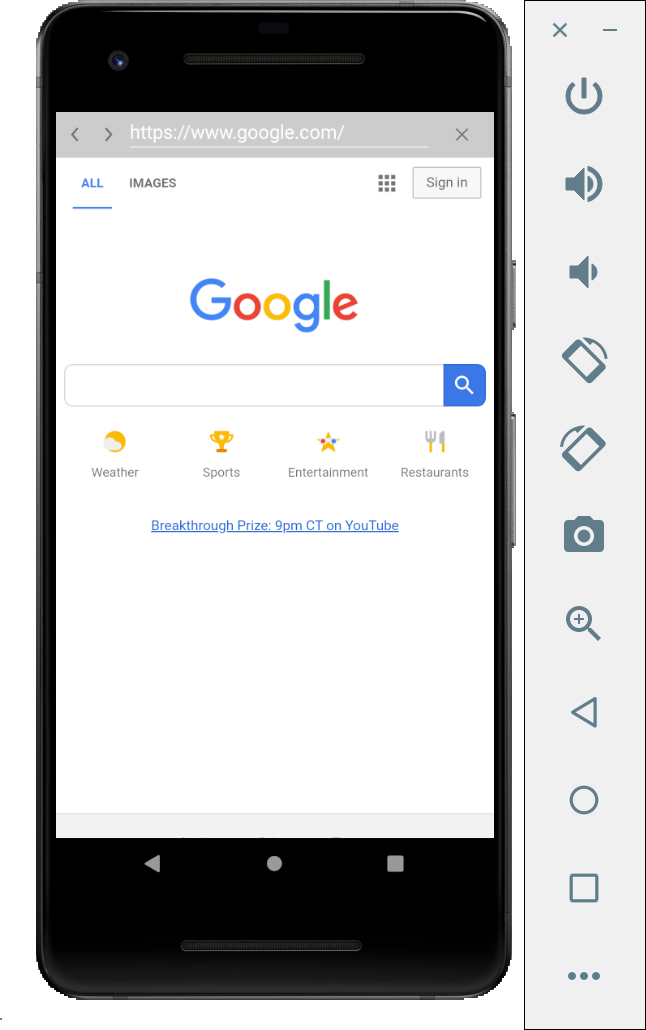 https://www.google.com/
ALL IMAGES Sign in
Google
Weather Sports Entertainment Restaurants
Breakthrough Prize: 9pm CT on YouTube